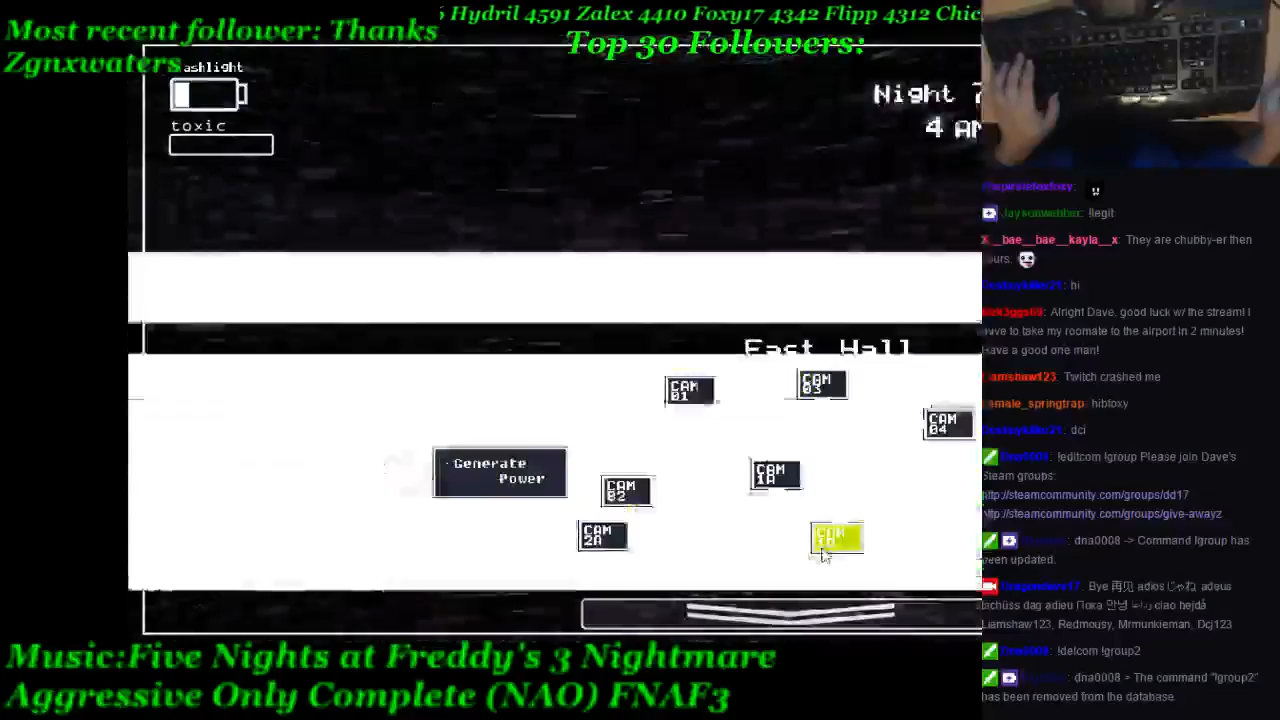 Most recent follower: Thanks
Zgnxwaters
Hydril 4591 Zalex 4410 Foxy17 4342 Flipp 4312 Chic
Top 30 Followers:
ashlight
toxic
Night 7
4 AM
East Hall
CAM
01
CAM
03
CAM
04
Generate
Power
CAM
02
CAM
1A
CAM
2A
CAM
Music:Five Nights at Freddy's 3 Nightmare
Aggressive Only Complete (NAO) FNAF3
!legit
X__bae__bae__kayla__x: They are chubby-er then
hi
Alright Dave, good luck w/ the stream! I
to take my roomate to the airport in 2 minutes!
Have a good one man!
Twitch crashed me
hibtoxy
dci
!editcom !group Please join Dave's
Steam groups:
http://steamcommunity.com/groups/dd17
http://steamcommunity.com/groups/give-awayz
dna0008 -> Command !group has
been updated.
Bye 再见 adios じゃね adeus
tschüss dag adieu Пока 안녕 ciao hejdå
Liamshaw123, Redmousy, Mrmunkieman, Dcj123
!delcom !group2
dna0008 -> The command "!group2"
has been removed from the database.